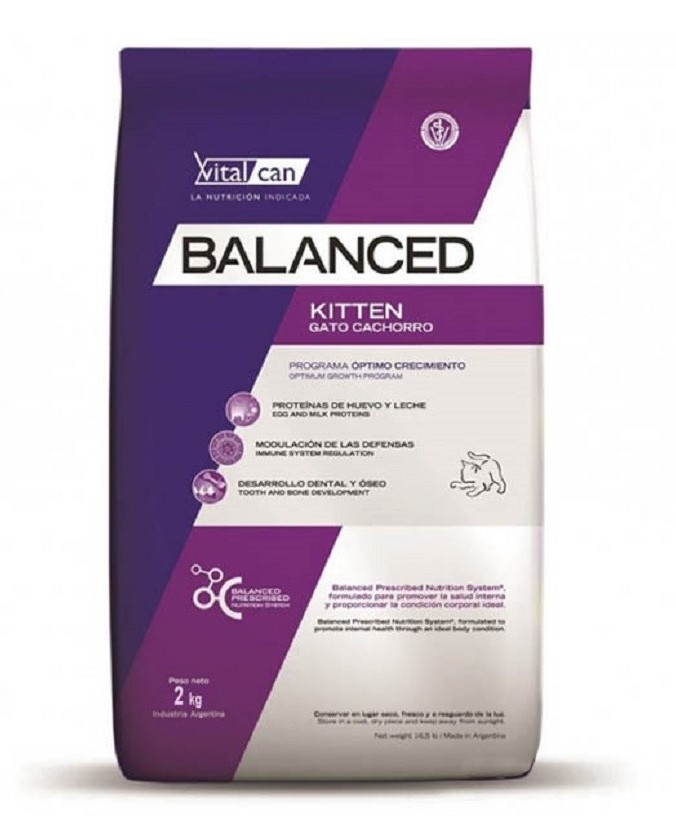 Vital can
LA NUTRICIÓN INDICADA
BALANCED
KITTEN
GATO CACHORRO
PROGRAMA ÓPTIMO CRECIMIENTO
OPTIMUM GROWTH PROGRAM
PROTEÍNAS DE HUEVO Y LECHE
EGG AND MILK PROTEINS
MODULACIÓN DE LAS DEFENSAS
IMMUNE SYSTEM REGULATION
DESARROLLO DENTAL Y ÓSEO
TOOTH AND BONE DEVELOPMENT
BALANCED
PRESCRIBED
NUTRITION SYSTEM
Balanced Prescribed Nutrition System®,
formulado para promover la salud interna
y proporcionar la condición corporal ideal.
Balanced Prescribed Nutrition System®, formulated to
promote internal health through an ideal body condition.
Peso neto
2 kg
Industria Argentina
Conservar en lugar seco, fresco y a resguardo de la luz.
Store in a cool, dry place and keep away from sunlight.
Net weight 16.5 lb / Made in Argentina